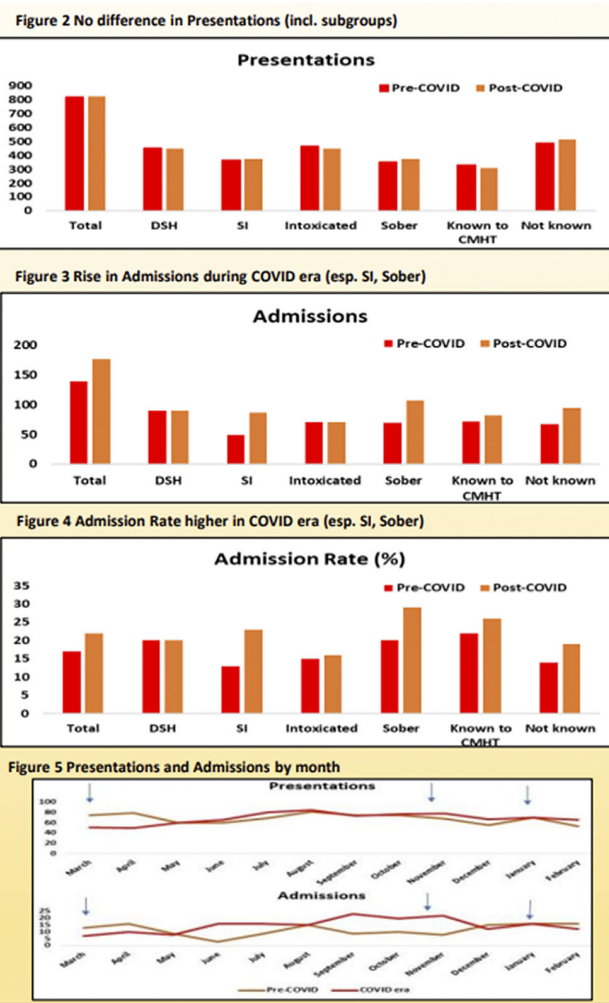 Figure 2 No difference in Presentations (incl. subgroups)
Presentations
Pre-COVID Post-COVID
900
800
700
600
500
400
300
200
100
0
Total DSH SI Intoxicated Sober Known to CMHT Not known
Figure 3 Rise in Admissions during COVID era (esp. SI, Sober)
Admissions
Pre-COVID Post-COVID
200
150
100
50
0
Total DSH SI Intoxicated Sober Known to CMHT Not known
Figure 4 Admission Rate higher in COVID era (esp. SI, Sober)
Admission Rate (%)
Pre-COVID Post-COVID
35
30
25
20
15
10
5
0
Total DSH SI Intoxicated Sober Known to CMHT Not known
Figure 5 Presentations and Admissions by month
Presentations
100
80
60
40
20
0
March April May June July August September October November December January February
Admissions
25
20
15
10
5
0
March April May June July August September October November December January February
Pre-COVID COVID era